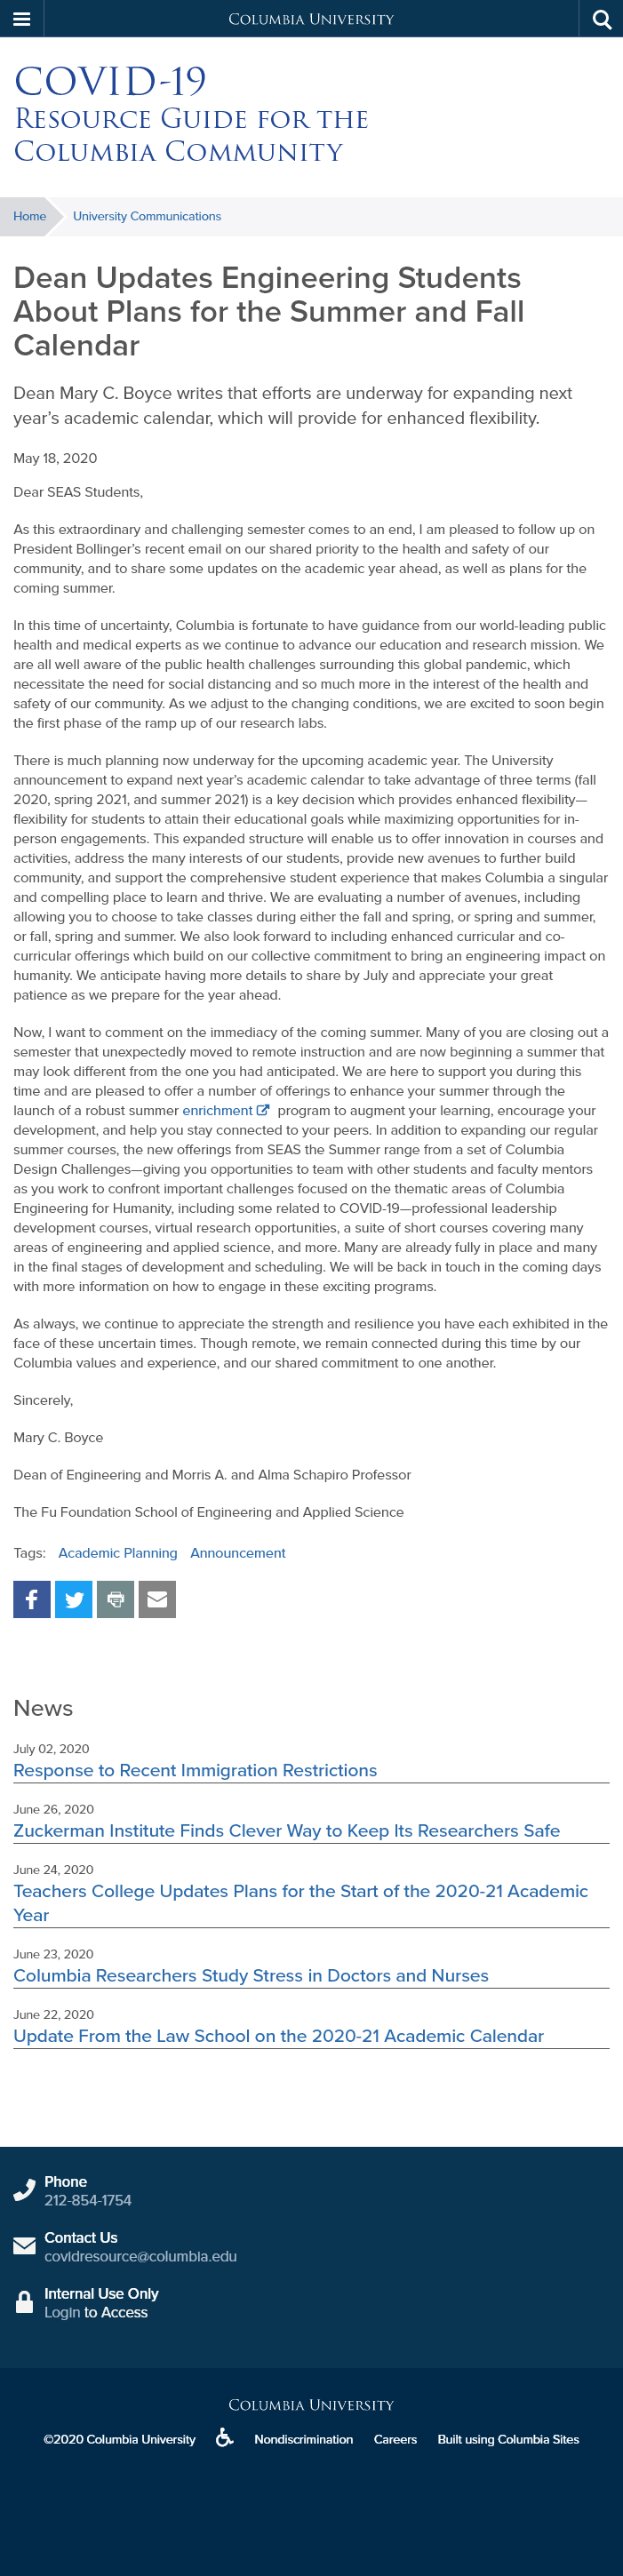 Columbia University
COVID-19
Resource Guide for the
Columbia Community
Home
University Communications
Dean Updates Engineering Students
About Plans for the Summer and Fall
Calendar
Dean Mary C. Boyce writes that efforts are underway for expanding next
year’s academic calendar, which will provide for enhanced flexibility.
May 18, 2020
Dear SEAS Students,
As this extraordinary and challenging semester comes to an end, I am pleased to follow up on
President Bollinger’s recent email on our shared priority to the health and safety of our
community, and to share some updates on the academic year ahead, as well as plans for the
coming summer.
In this time of uncertainty, Columbia is fortunate to have guidance from our world-leading public
health and medical experts as we continue to advance our education and research mission. We
are all well aware of the public health challenges surrounding this global pandemic, which
necessitate the need for social distancing and so much more in the interest of the health and
safety of our community. As we adjust to the changing conditions, we are excited to soon begin
the first phase of the ramp up of our research labs.
There is much planning now underway for the upcoming academic year. The University
announcement to expand next year’s academic calendar to take advantage of three terms (fall
2020, spring 2021, and summer 2021) is a key decision which provides enhanced flexibility—
flexibility for students to attain their educational goals while maximizing opportunities for in-
person engagements. This expanded structure will enable us to offer innovation in courses and
activities, address the many interests of our students, provide new avenues to further build
community, and support the comprehensive student experience that makes Columbia a singular
and compelling place to learn and thrive. We are evaluating a number of avenues, including
allowing you to choose to take classes during either the fall and spring, or spring and summer,
or fall, spring and summer. We also look forward to including enhanced curricular and co-
curricular offerings which build on our collective commitment to bring an engineering impact on
humanity. We anticipate having more details to share by July and appreciate your great
patience as we prepare for the year ahead.
Now, I want to comment on the immediacy of the coming summer. Many of you are closing out a
semester that unexpectedly moved to remote instruction and are now beginning a summer that
may look different from the one you had anticipated. We are here to support you during this
time and are pleased to offer a number of offerings to enhance your summer through the
launch of a robust summer enrichment program to augment your learning, encourage your
development, and help you stay connected to your peers. In addition to expanding our regular
summer courses, the new offerings from SEAS the Summer range from a set of Columbia
Design Challenges—giving you opportunities to team with other students and faculty mentors
as you work to confront important challenges focused on the thematic areas of Columbia
Engineering for Humanity, including some related to COVID-19—professional leadership
development courses, virtual research opportunities, a suite of short courses covering many
areas of engineering and applied science, and more. Many are already fully in place and many
in the final stages of development and scheduling. We will be back in touch in the coming days
with more information on how to engage in these exciting programs.
As always, we continue to appreciate the strength and resilience you have each exhibited in the
face of these uncertain times. Though remote, we remain connected during this time by our
Columbia values and experience, and our shared commitment to one another.
Sincerely,
Mary C. Boyce
Dean of Engineering and Morris A. and Alma Schapiro Professor
The Fu Foundation School of Engineering and Applied Science
Tags: Academic Planning Announcement
News
July 02, 2020
Response to Recent Immigration Restrictions
June 26, 2020
Zuckerman Institute Finds Clever Way to Keep Its Researchers Safe
June 24, 2020
Teachers College Updates Plans for the Start of the 2020-21 Academic
Year
June 23, 2020
Columbia Researchers Study Stress in Doctors and Nurses
June 22, 2020
Update From the Law School on the 2020-21 Academic Calendar
Phone
212-854-1754
Contact Us
covidresource@columbia.edu
Internal Use Only
Login to Access
Columbia University
©2020 Columbia University Nondiscrimination Careers Built using Columbia Sites